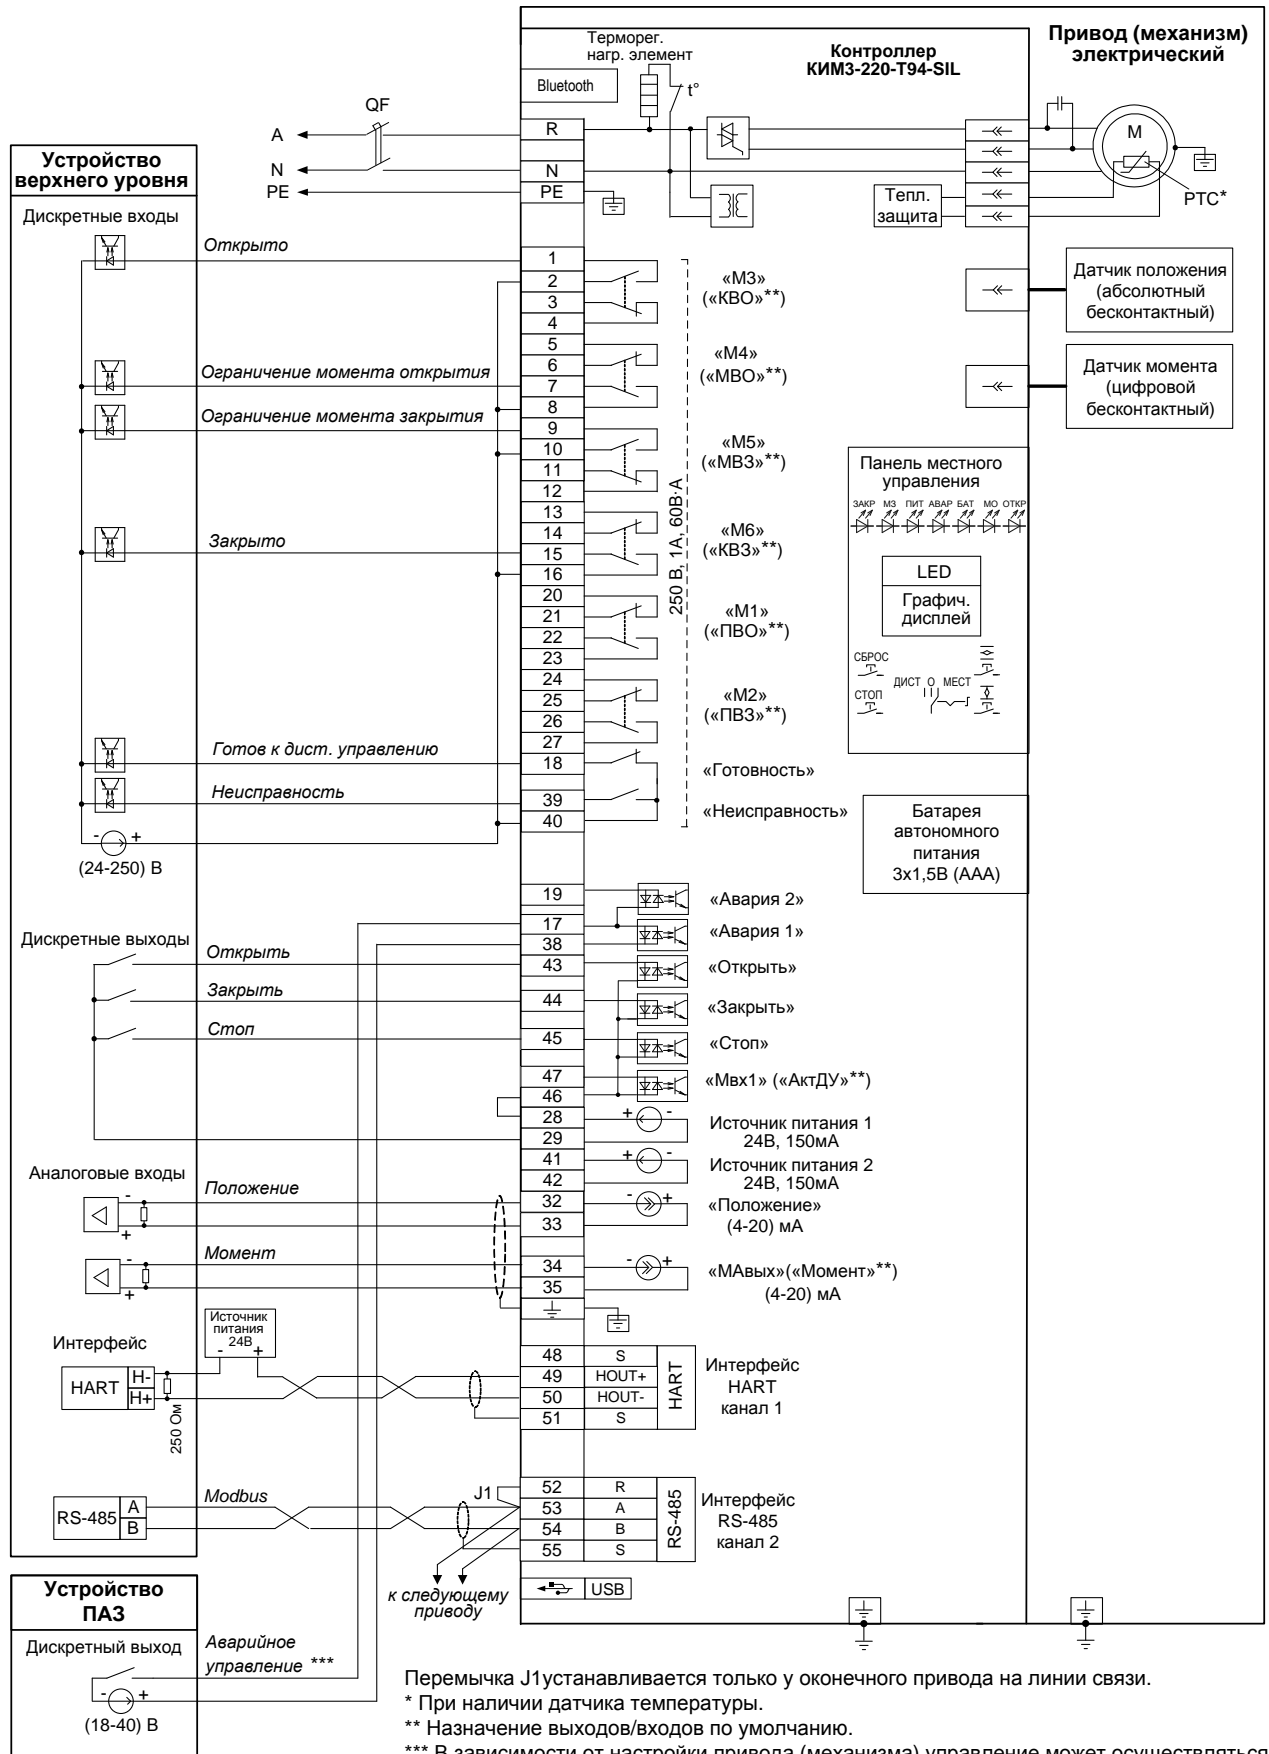 Привод (механизм)
электрический
Контроллер
КИМ3-220-Т94-SIL
Терморег.
нагр. элемент
Bluetooth
t°
QF
A
N
PE
R
N
PE
M
PTC*
Тепл.
защита
Устройство
верхнего уровня
Дискретные входы
Открыто
Ограничение момента открытия
Ограничение момента закрытия
Закрыто
Готов к дист. управлению
Неисправность
- +
(24-250) В
1
2
3
4
5
6
7
8
9
10
11
12
13
14
15
16
20
21
22
23
24
25
26
27
18
39
40
«М3»
(«КВО»**)
«М4»
(«МВО»**)
«М5»
(«МВЗ»**)
«М6»
(«КВЗ»**)
«М1»
(«ПВО»**)
«М2»
(«ПВЗ»**)
«Готовность»
«Неисправность»
250 В, 1А, 60В·А
Датчик положения
(абсолютный
бесконтактный)
Датчик момента
(цифровой
бесконтактный)
Панель местного
управления
ЗАКР МЗ ПИТ АВАР БАТ МО ОТКР
LED
Графич.
дисплей
СБРОС
СТОП
ДИСТ О МЕСТ
Батарея
автономного
питания
3х1,5В (ААА)
Дискретные выходы
Открыть
Закрыть
Стоп
19
17
38
43
44
45
47
46
28
29
41
42
32
33
34
35
«Авария 2»
«Авария 1»
«Открыть»
«Закрыть»
«Стоп»
«Мвх1» («АктДУ»**)
+ -
Источник питания 1
24В, 150мА
+ -
Источник питания 2
24В, 150мА
- +
«Положение»
(4-20) мА
- +
«МАвых»(«Момент»**)
(4-20) мА
Аналоговые входы
Положение
-
+
Момент
-
+
Источник
питания
24В
- +
Интерфейс
HART
H-
H+
250 Ом
48 S
49 HOUT+
50 HOUT-
51 S
HART
Интерфейс
HART
канал 1
RS-485
A
B
Modbus
J1
52 R
53 A
54 B
55 S
RS-485
Интерфейс
RS-485
канал 2
к следующему
приводу
USB
Устройство
ПАЗ
Дискретный выход
Аварийное
управление ***
- +
(18-40) В
Перемычка J1устанавливается только у оконечного привода на линии связи.
* При наличии датчика температуры.
** Назначение выходов/входов по умолчанию.
*** В зависимости от настройки привода (механизма) управление может осуществляться